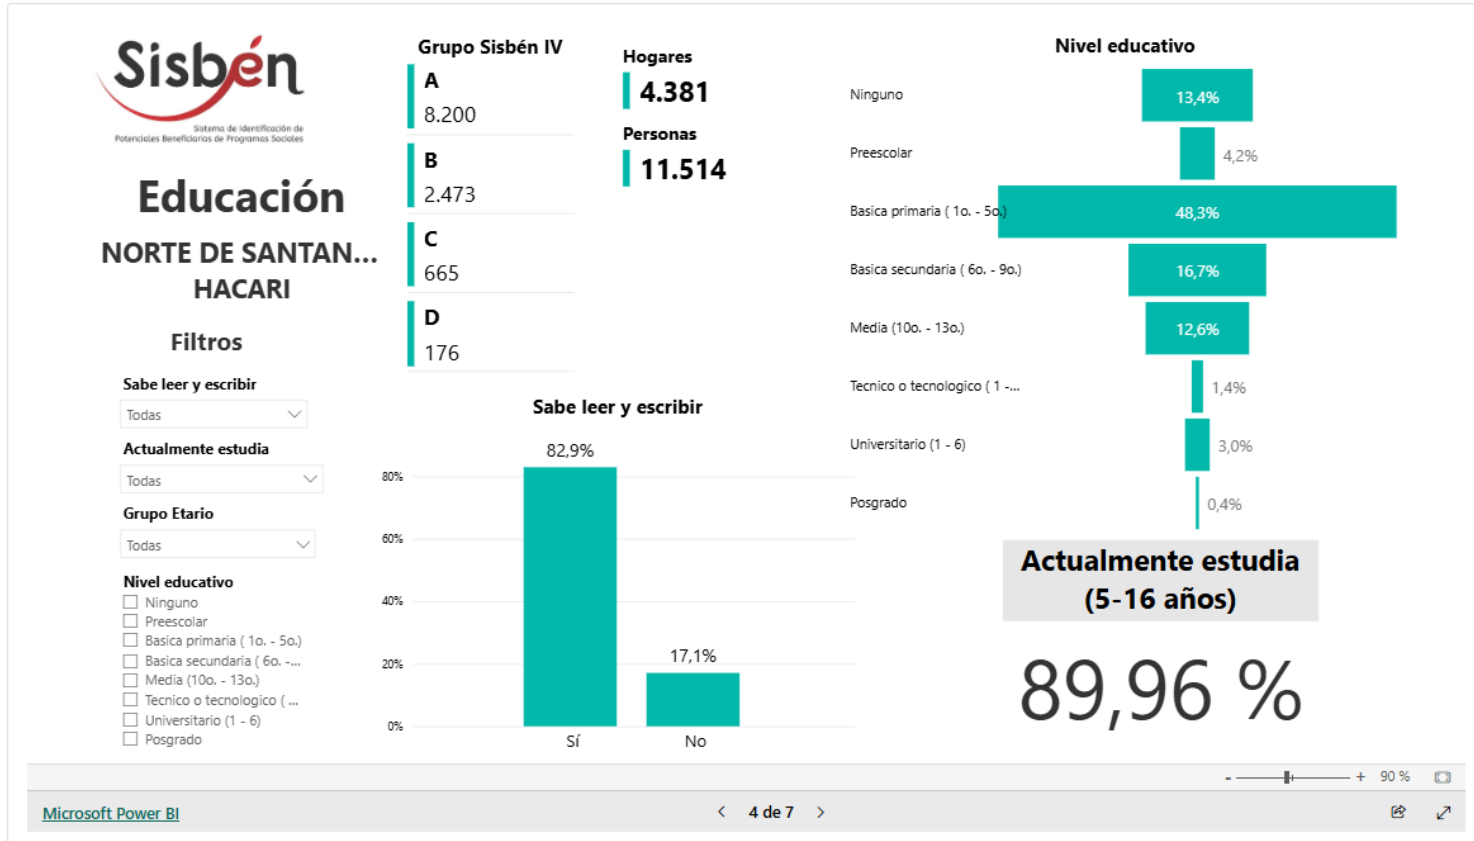 Sisbén
Sistema de Identificación de
Potenciales Beneficiarios de Programas Sociales
Educación
NORTE DE SANTAN...
HACARI
Filtros
Sabe leer y escribir
Todas
Actualmente estudia
Todas
Grupo Etario
Todas
Nivel educativo
Ninguno
Preescolar
Basica primaria ( 1o. - 5o.)
Basica secundaria ( 6o. -...
Media (10o. - 13o.)
Tecnico o tecnologico ( ...
Universitario (1 - 6)
Posgrado
Grupo Sisbén IV
A
8.200
B
2.473
C
665
D
176
Hogares
4.381
Personas
11.514
Sabe leer y escribir
80%
60%
40%
20%
0%
82,9%
17,1%
Sí
No
Nivel educativo
Ninguno 13,4%
Preescolar 4,2%
Basica primaria ( 1o. - 5o.) 48,3%
Basica secundaria ( 6o. - 9o.) 16,7%
Media (10o. - 13o.) 12,6%
Tecnico o tecnologico ( 1 -... 1,4%
Universitario (1 - 6) 3,0%
Posgrado 0,4%
Actualmente estudia
(5-16 años)
89,96 %
- + 90 %
Microsoft Power BI
< 4 de 7 >